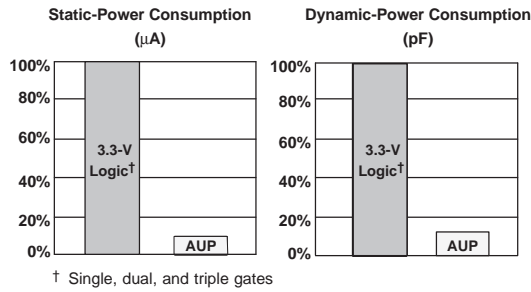 Static-Power Consumption
(μA)
100%
80%
60%
40%
20%
0%
3.3-V
Logic†
AUP
Dynamic-Power Consumption
(pF)
100%
80%
60%
40%
20%
0%
3.3-V
Logic†
AUP
† Single, dual, and triple gates